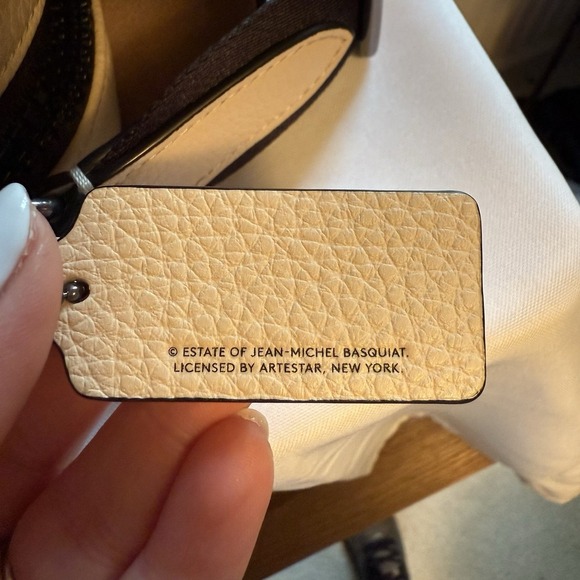 © ESTATE OF JEAN-MICHEL BASQUIAT.
LICENSED BY ARTESTAR, NEW YORK.